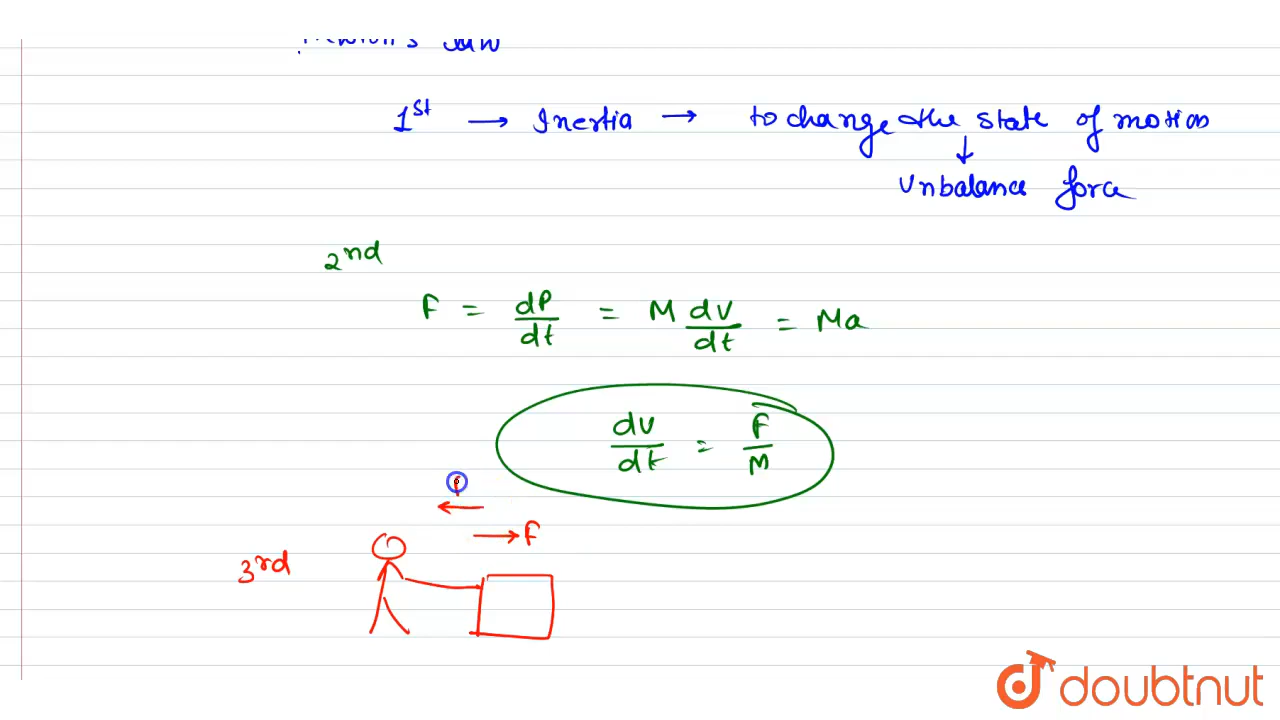 1st → Inertia → to change the state of motion
↓
Unbalance force
2nd
F = dP/dt = M dV/dt = Ma
dv/dt = F/M
← → F
3rd
doubtnut